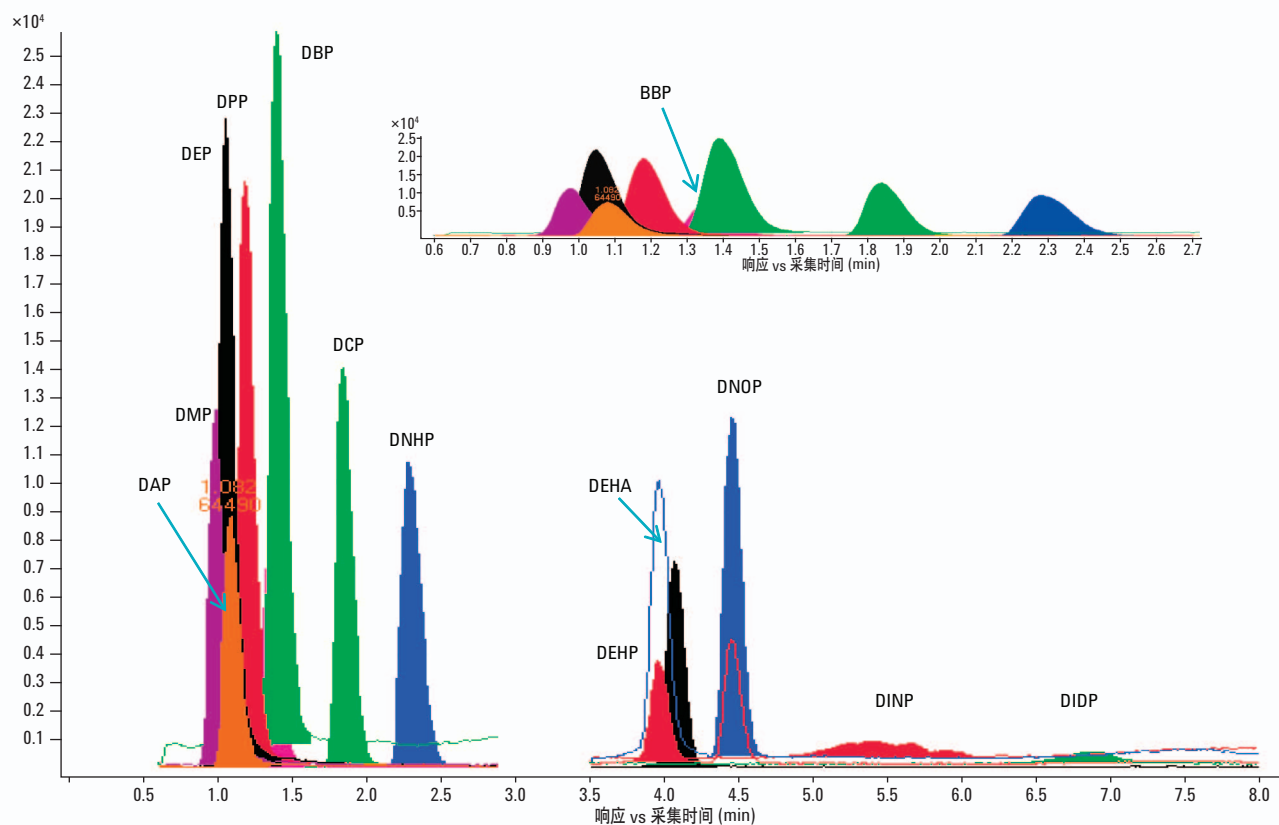 ×10⁴
2.5
2.4
2.3
2.2
2.1
2.0
1.9
1.8
1.7
1.6
1.5
1.4
1.3
1.2
1.1
1.0
0.9
0.8
0.7
0.6
0.5
0.4
0.3
0.2
0.1
DBP
DPP
DEP
DCP
DMP
DNHP
DAP
1.082
64490
BBP
×10⁴
2.5
2.0
1.5
1.0
0.5
1.082
64490
0.6 0.7 0.8 0.9 1.0 1.1 1.2 1.3 1.4 1.5 1.6 1.7 1.8 1.9 2.0 2.1 2.2 2.3 2.4 2.5 2.6 2.7
响应 vs 采集时间 (min)
DNOP
DEHA
DEHP
DINP
DIDP
0.5 1.0 1.5 2.0 2.5 3.0 3.5 4.0 4.5 5.0 5.5 6.0 6.5 7.0 7.5 8.0
响应 vs 采集时间 (min)